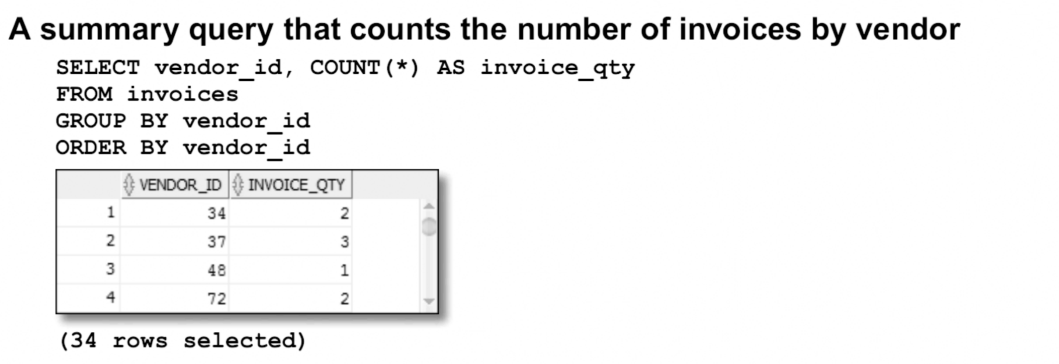 A summary query that counts the number of invoices by vendor
SELECT vendor_id, COUNT(*) AS invoice_qty
FROM invoices
GROUP BY vendor_id
ORDER BY vendor_id
VENDOR_ID INVOICE_QTY
1 34 2
2 37 3
3 48 1
4 72 2
(34 rows selected)